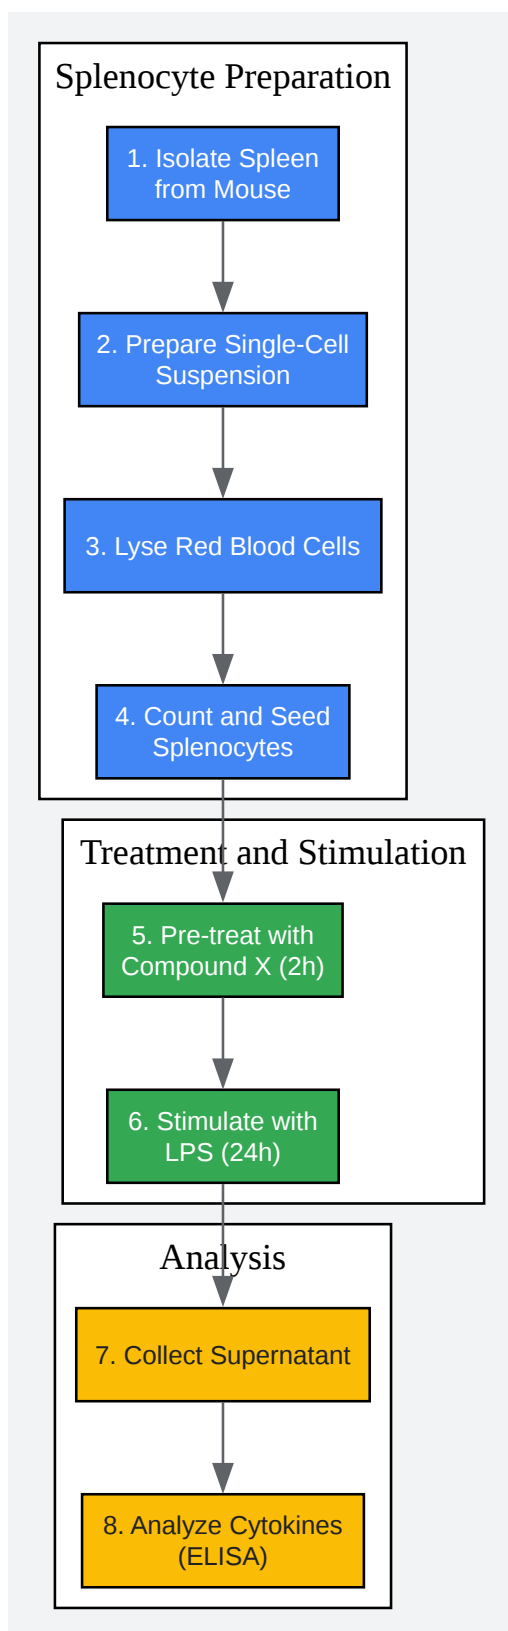 Splenocyte Preparation
1. Isolate Spleen
from Mouse
2. Prepare Single-Cell
Suspension
3. Lyse Red Blood Cells
4. Count and Seed
Splenocytes
Treatment and Stimulation
5. Pre-treat with
Compound X (2h)
6. Stimulate with
LPS (24h)
Analysis
7. Collect Supernatant
8. Analyze Cytokines
(ELISA)